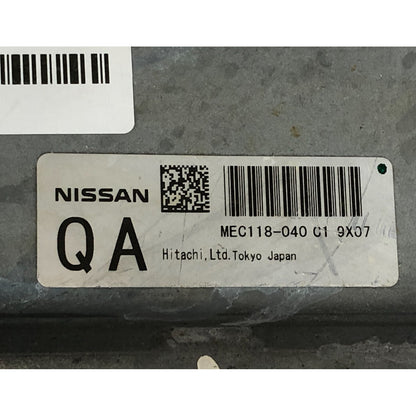 NISSAN
QA
MEC118-040 C1 9X07
Hitachi,Ltd.Tokyo Japan